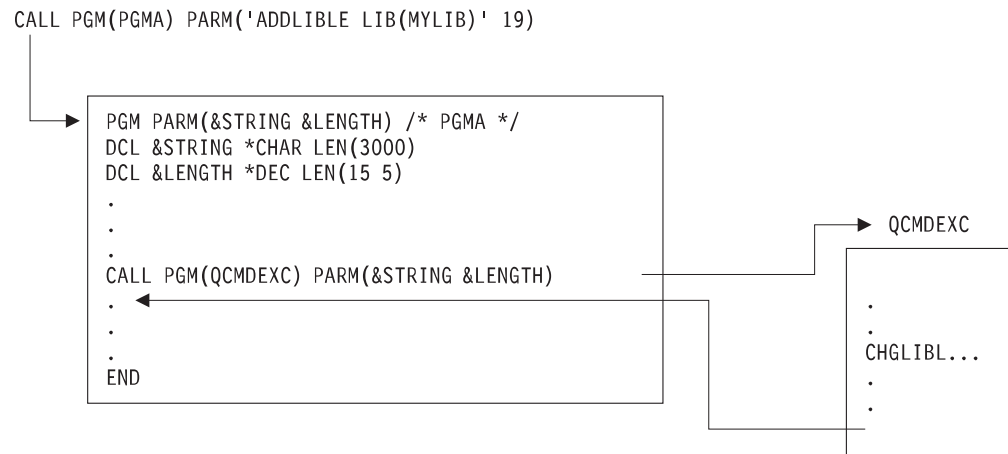 CALL PGM(PGMA) PARM('ADDLIBLE LIB(MYLIB)' 19)
PGM PARM(&STRING &LENGTH) /* PGMA */
DCL &STRING *CHAR LEN(3000)
DCL &LENGTH *DEC LEN(15 5)
.
.
.
CALL PGM(QCMDEXC) PARM(&STRING &LENGTH)
.
.
.
END
QCMDEXC
.
.
CHGLIBL...
.
.